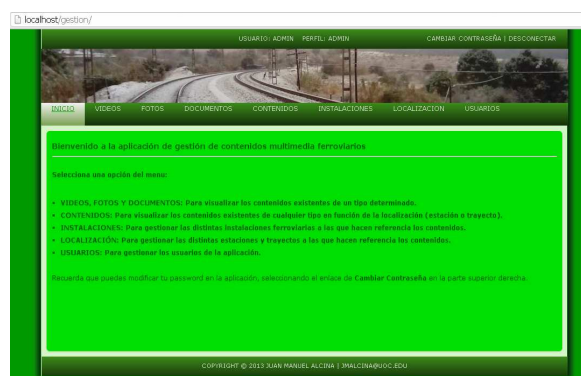 localhost/gestion/
USUARIO: ADMIN PERFIL: ADMIN CAMBIAR CONTRASEÑA | DESCONECTAR
INICIO VIDEOS FOTOS DOCUMENTOS CONTENIDOS INSTALACIONES LOCALIZACION USUARIOS
Bienvenido a la aplicación de gestión de contenidos multimedia ferroviarios
Selecciona una opción del menu:
• VIDEOS, FOTOS Y DOCUMENTOS: Para visualizar los contenidos existentes de un tipo determinado.
• CONTENIDOS: Para visualizar los contenidos existentes de cualquier tipo en función de la localización (estación o trayecto).
• INSTALACIONES: Para gestionar las distintas instalaciones ferroviarias a las que hacen referencia los contenidos.
• LOCALIZACIÓN: Para gestionar las distintas estaciones y trayectos a las que hacen referencia los contenidos.
• USUARIOS: Para gestionar los usuarios de la aplicación.
Recuerda que puedes modificar tu password en la aplicación, seleccionando el enlace de Cambiar Contraseña en la parte superior derecha.
COPYRIGHT © 2013 JUAN MANUEL ALCINA | JMALCINA@UOC.EDU